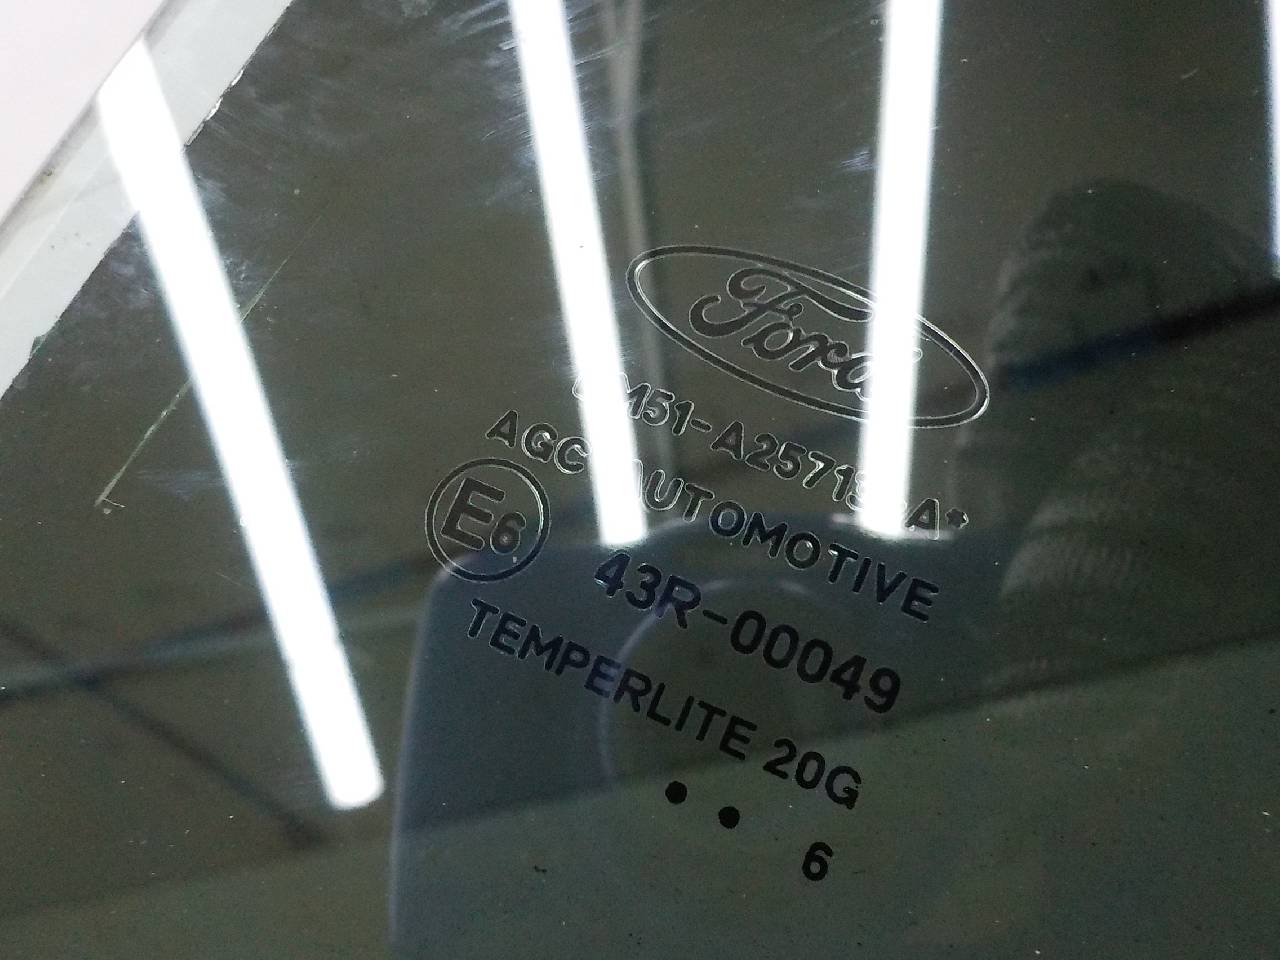 Ford
AGC AUTOMOTIVE
E6
43R-00049
TEMPERLITE 20G
• • 6